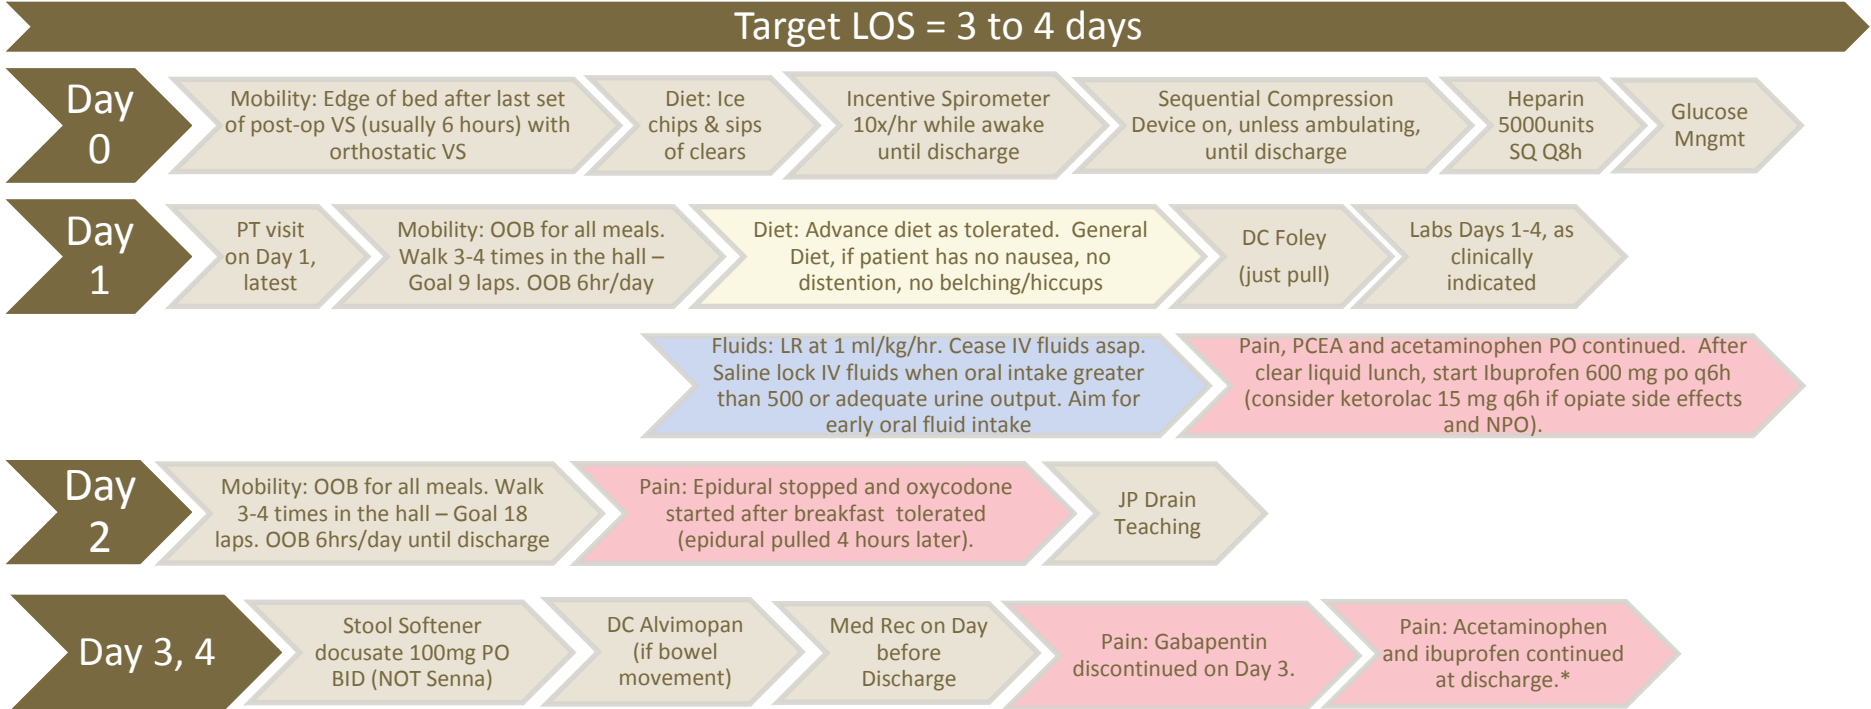 Target LOS = 3 to 4 days
Day
0
Mobility: Edge of bed after last set
of post-op VS (usually 6 hours) with
orthostatic VS
Diet: Ice
chips & sips
of clears
Incentive Spirometer
10x/hr while awake
until discharge
Sequential Compression
Device on, unless ambulating,
until discharge
Heparin
5000units
SQ Q8h
Glucose
Mngmt
Day
1
PT visit
on Day 1,
latest
Mobility: OOB for all meals.
Walk 3-4 times in the hall –
Goal 9 laps. OOB 6hr/day
Diet: Advance diet as tolerated. General
Diet, if patient has no nausea, no
distention, no belching/hiccups
DC Foley
(just pull)
Labs Days 1-4, as
clinically
indicated
Fluids: LR at 1 ml/kg/hr. Cease IV fluids asap.
Saline lock IV fluids when oral intake greater
than 500 or adequate urine output. Aim for
early oral fluid intake
Pain, PCEA and acetaminophen PO continued. After
clear liquid lunch, start Ibuprofen 600 mg po q6h
(consider ketorolac 15 mg q6h if opiate side effects
and NPO).
Day
2
Mobility: OOB for all meals. Walk
3-4 times in the hall – Goal 18
laps. OOB 6hrs/day until discharge
Pain: Epidural stopped and oxycodone
started after breakfast tolerated
(epidural pulled 4 hours later).
JP Drain
Teaching
Day 3, 4
Stool Softener
docusate 100mg PO
BID (NOT Senna)
DC Alvimopan
(if bowel
movement)
Med Rec on Day
before
Discharge
Pain: Gabapentin
discontinued on Day 3.
Pain: Acetaminophen
and ibuprofen continued
at discharge.*